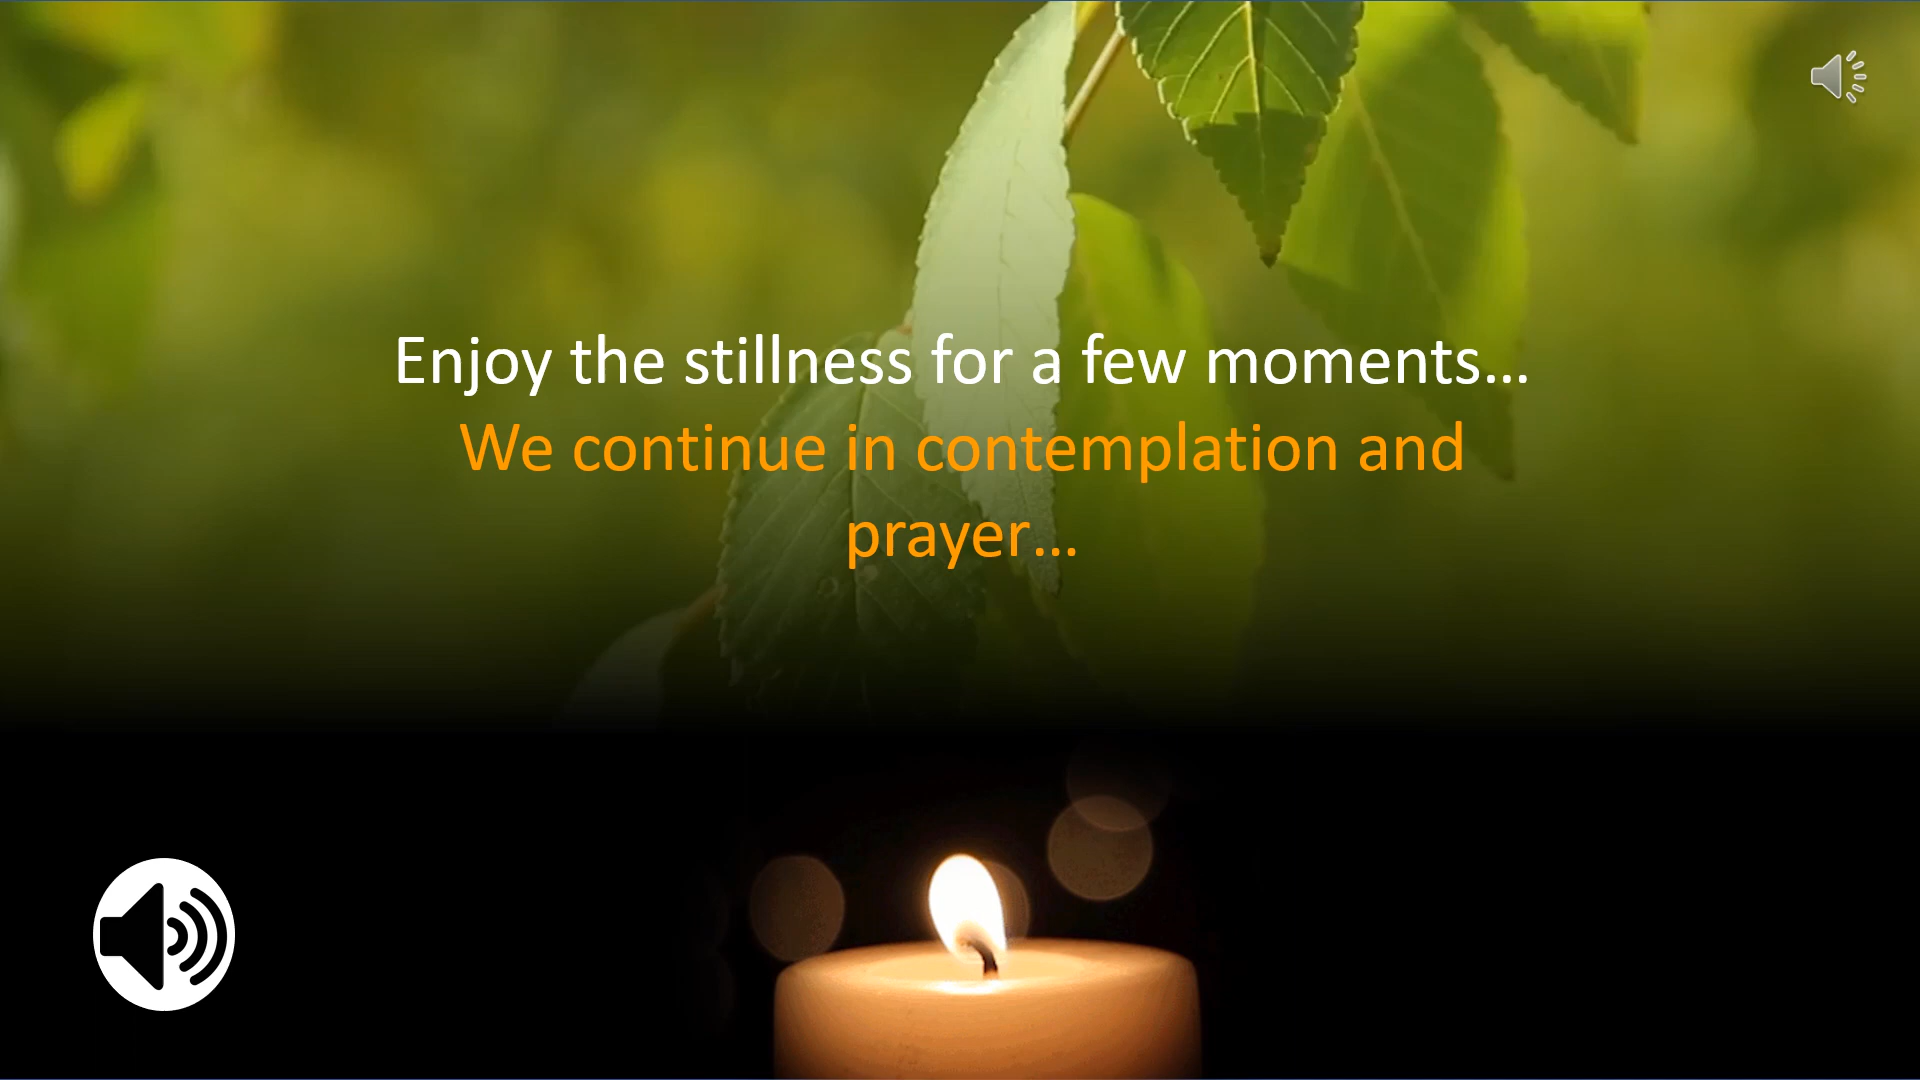 Enjoy the stillness for a few moments…
We continue in contemplation and
prayer…